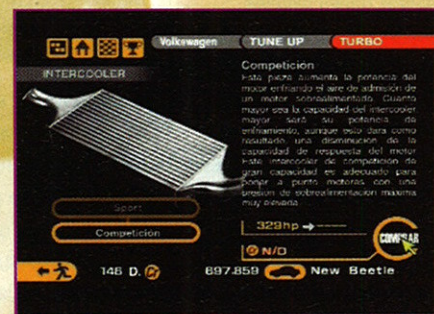 Volkswagen
TUNE UP
TURBO
INTERCOOLER
Competición
Esta pieza aumenta la potencia del
motor enfriando el aire de admisión de
un motor sobrealimentado. Cuanto
mayor sea la capacidad del intercooler
mayor será su potencia de
enfriamiento, aunque esto dara como
resultado una disminución de la
capacidad de respuesta del motor
Este intercooler de competición de
gran capacidad es adecuado para
poner a punto motores con una
presión de sobrealimentación máxima
muy elevada
Sport
Competición
329hp
N/D
COMPRAR
146 D. Cr
697.859
New Beetle